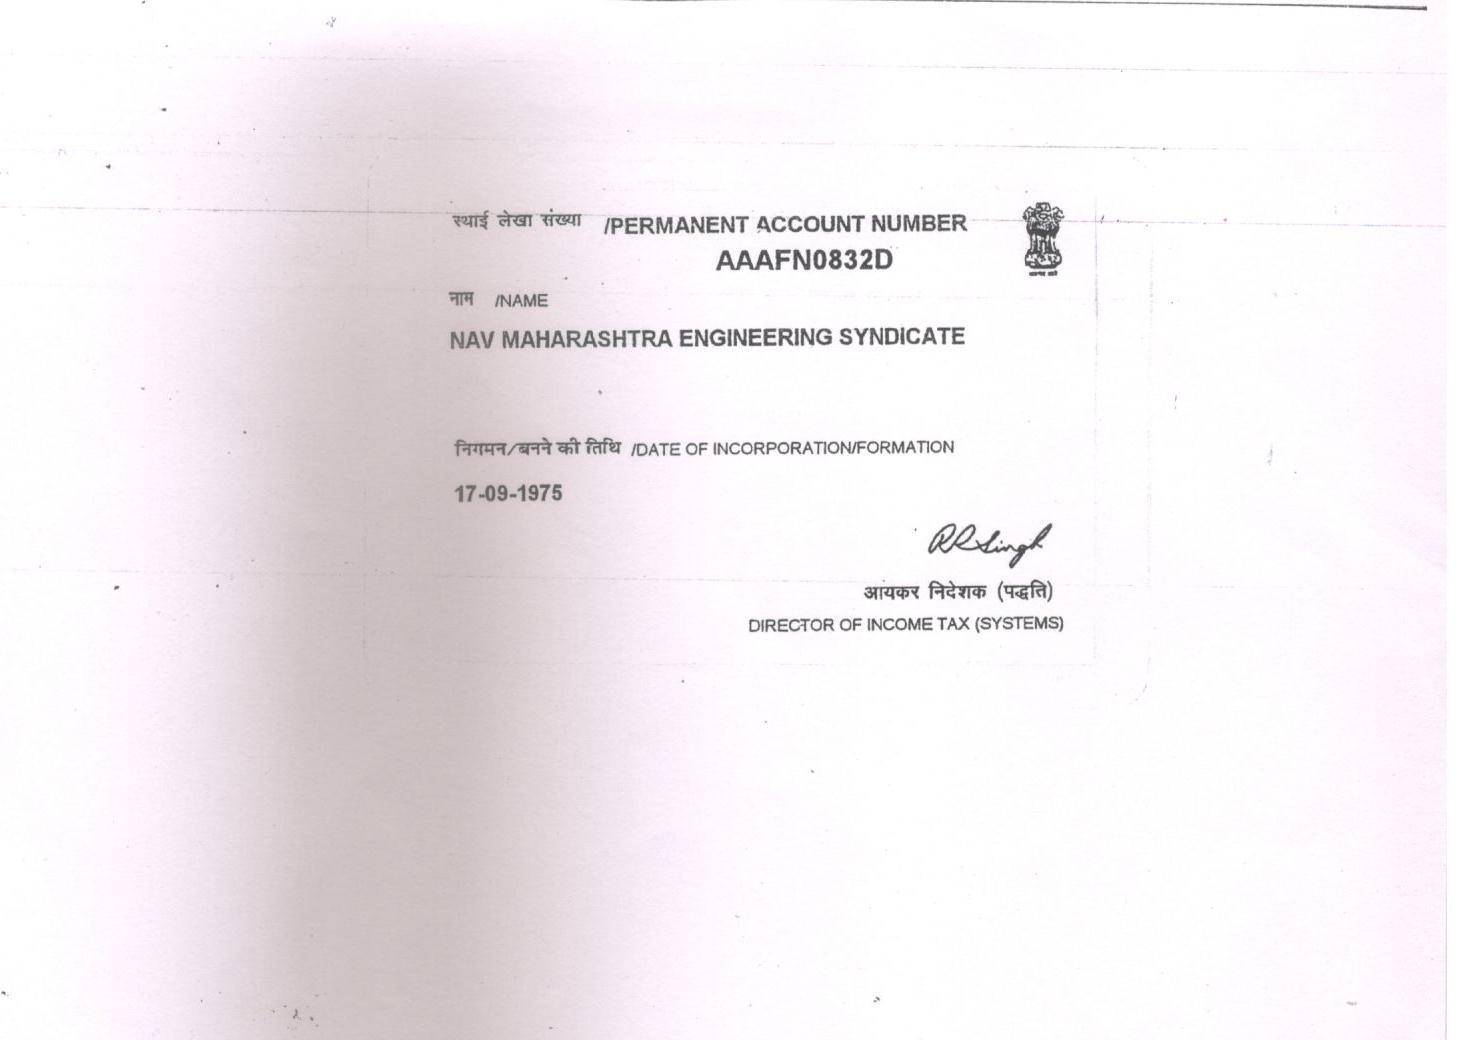 स्थाई लेखा संख्या /PERMANENT ACCOUNT NUMBER
AAAFN0832D
नाम /NAME
NAV MAHARASHTRA ENGINEERING SYNDICATE
निगमन/बनने की तिथि /DATE OF INCORPORATION/FORMATION
17-09-1975
RRSingh
आयकर निदेशक (पद्धति)
DIRECTOR OF INCOME TAX (SYSTEMS)